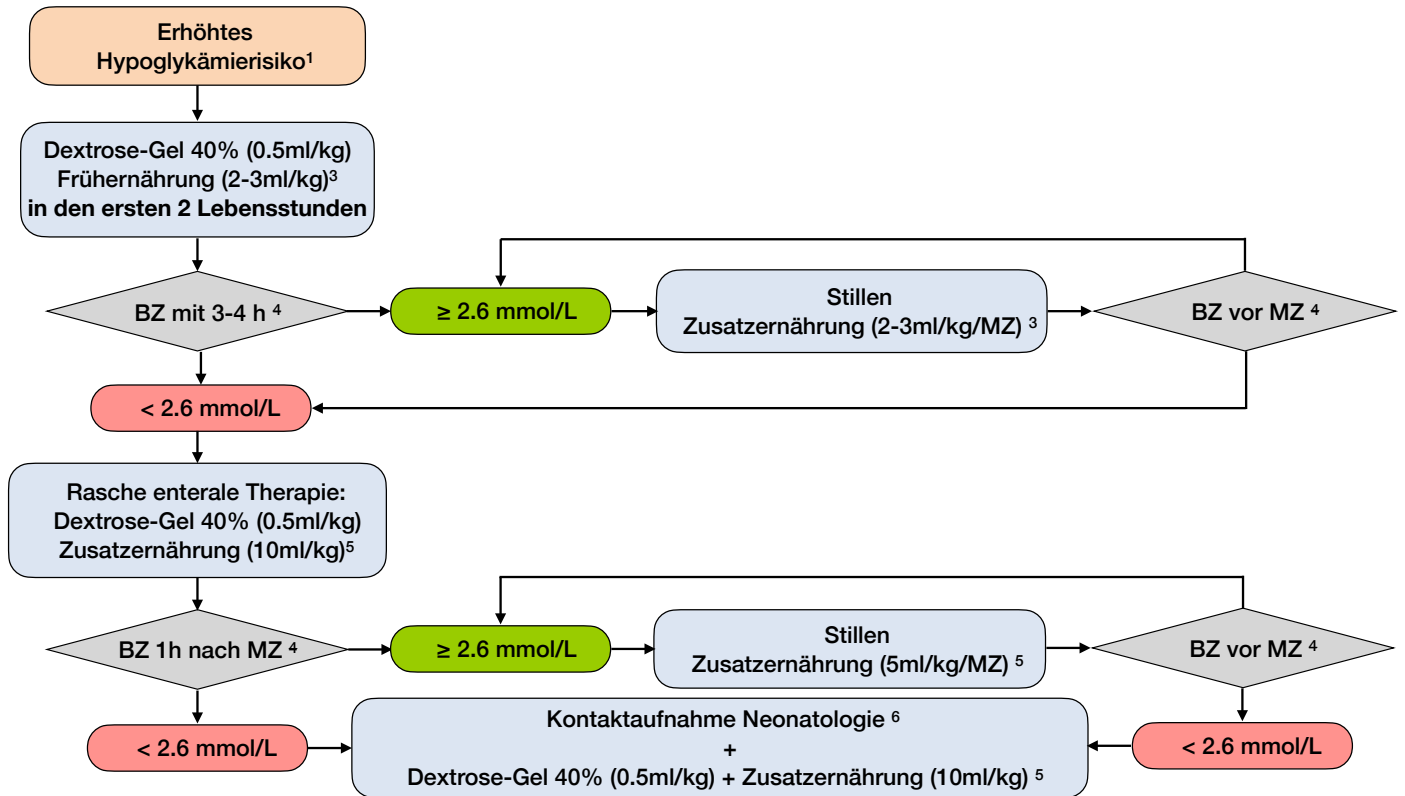 Erhöhtes
Hypoglykämierisiko¹
Dextrose-Gel 40% (0.5ml/kg)
Frühernährung (2-3ml/kg)³
in den ersten 2 Lebensstunden
BZ mit 3-4 h ⁴
≥ 2.6 mmol/L
Stillen
Zusatzernährung (2-3ml/kg/MZ) ³
BZ vor MZ ⁴
< 2.6 mmol/L
Rasche enterale Therapie:
Dextrose-Gel 40% (0.5ml/kg)
Zusatzernährung (10ml/kg)⁵
BZ 1h nach MZ ⁴
≥ 2.6 mmol/L
Stillen
Zusatzernährung (5ml/kg/MZ) ⁵
BZ vor MZ ⁴
< 2.6 mmol/L
Kontaktaufnahme Neonatologie ⁶
+
Dextrose-Gel 40% (0.5ml/kg) + Zusatzernährung (10ml/kg) ⁵
< 2.6 mmol/L